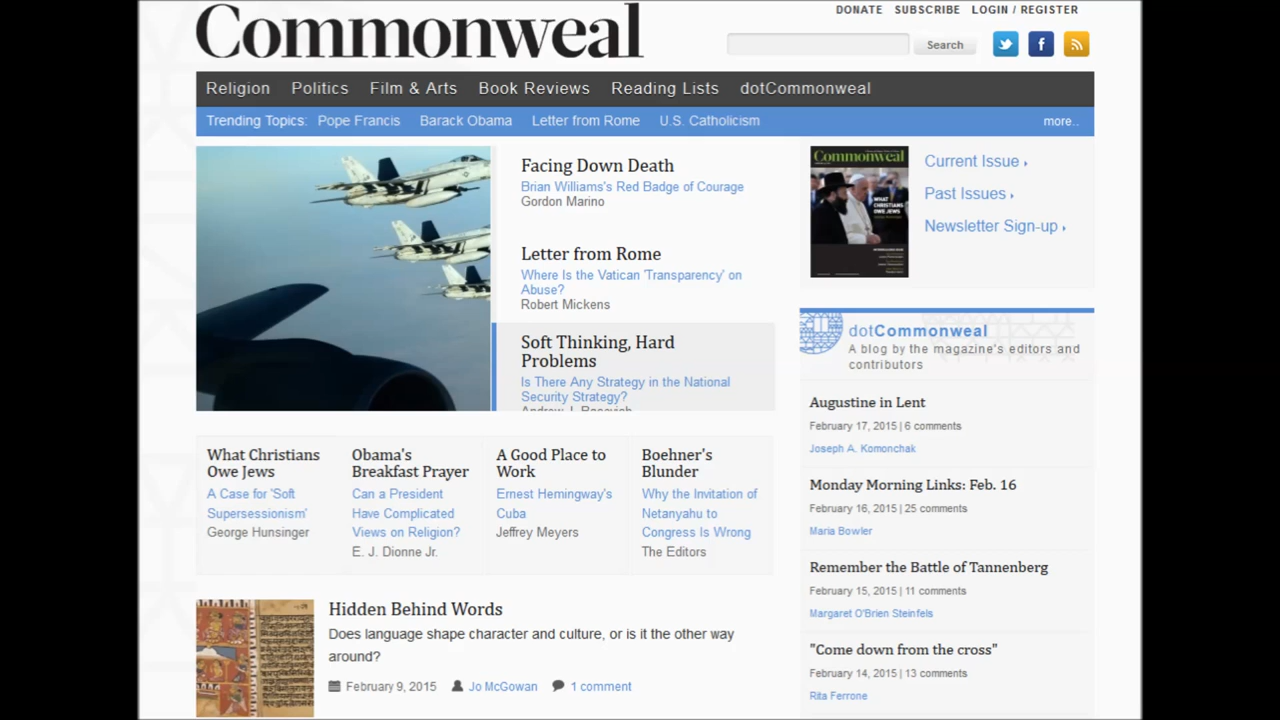 DONATE SUBSCRIBE LOGIN / REGISTER
Commonweal
Search
Religion Politics Film & Arts Book Reviews Reading Lists dotCommonweal
Trending Topics: Pope Francis Barack Obama Letter from Rome U.S. Catholicism more..
Facing Down Death
Brian Williams's Red Badge of Courage
Gordon Marino
Letter from Rome
Where Is the Vatican 'Transparency' on
Abuse?
Robert Mickens
Soft Thinking, Hard
Problems
Is There Any Strategy in the National
Security Strategy?
Commonweal
WHAT
CHRISTIANS
OWE JEWS
Current Issue
Past Issues
Newsletter Sign-up
dotCommonweal
A blog by the magazine's editors and
contributors
Augustine in Lent
February 17, 2015 | 6 comments
Joseph A. Komonchak
Monday Morning Links: Feb. 16
February 16, 2015 | 25 comments
Maria Bowler
Remember the Battle of Tannenberg
February 15, 2015 | 11 comments
Margaret O'Brien Steinfels
"Come down from the cross"
February 14, 2015 | 13 comments
Rita Ferrone
What Christians
Owe Jews
A Case for 'Soft
Supersessionism'
George Hunsinger
Obama's
Breakfast Prayer
Can a President
Have Complicated
Views on Religion?
E. J. Dionne Jr.
A Good Place to
Work
Ernest Hemingway's
Cuba
Jeffrey Meyers
Boehner's
Blunder
Why the Invitation of
Netanyahu to
Congress Is Wrong
The Editors
Hidden Behind Words
Does language shape character and culture, or is it the other way
around?
February 9, 2015 Jo McGowan 1 comment